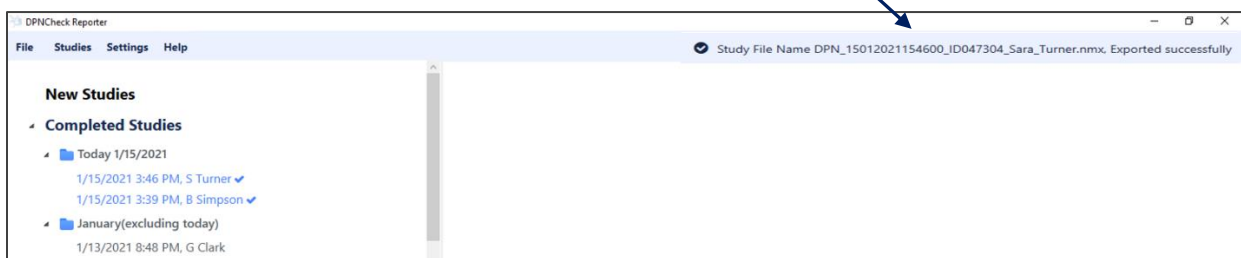 DPNCheck Reporter
File Studies Settings Help
Study File Name DPN_15012021154600_ID047304_Sara_Turner.nmx, Exported successfully
New Studies
Completed Studies
Today 1/15/2021
1/15/2021 3:46 PM, S Turner
1/15/2021 3:39 PM, B Simpson
January(excluding today)
1/13/2021 8:48 PM, G Clark